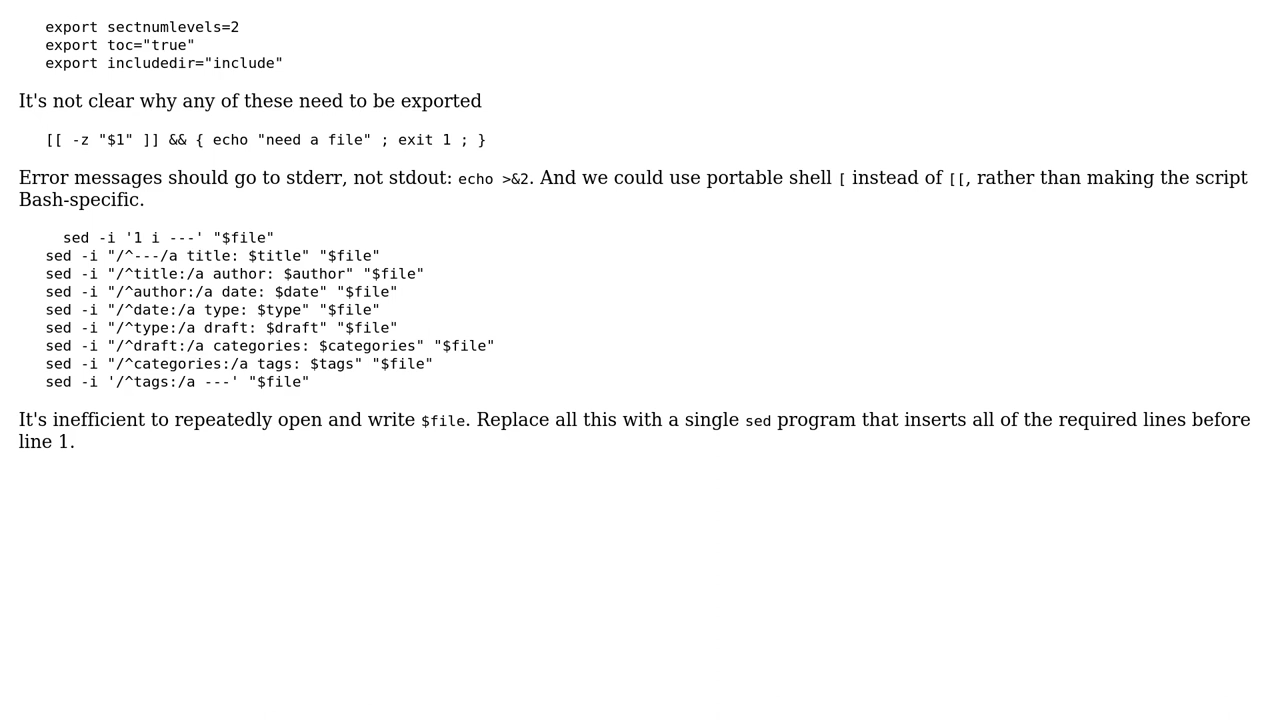 export sectnumlevels=2
export toc="true"
export includedir="include"
It's not clear why any of these need to be exported
[[ -z "$1" ]] && { echo "need a file" ; exit 1 ; }
Error messages should go to stderr, not stdout: echo >&2. And we could use portable shell [ instead of [[, rather than making the script
Bash-specific.
sed -i '1 i ---' "$file"
sed -i "/^---/a title: $title" "$file"
sed -i "/^title:/a author: $author" "$file"
sed -i "/^author:/a date: $date" "$file"
sed -i "/^date:/a type: $type" "$file"
sed -i "/^type:/a draft: $draft" "$file"
sed -i "/^draft:/a categories: $categories" "$file"
sed -i "/^categories:/a tags: $tags" "$file"
sed -i '/^tags:/a ---' "$file"
It's inefficient to repeatedly open and write $file. Replace all this with a single sed program that inserts all of the required lines before
line 1.